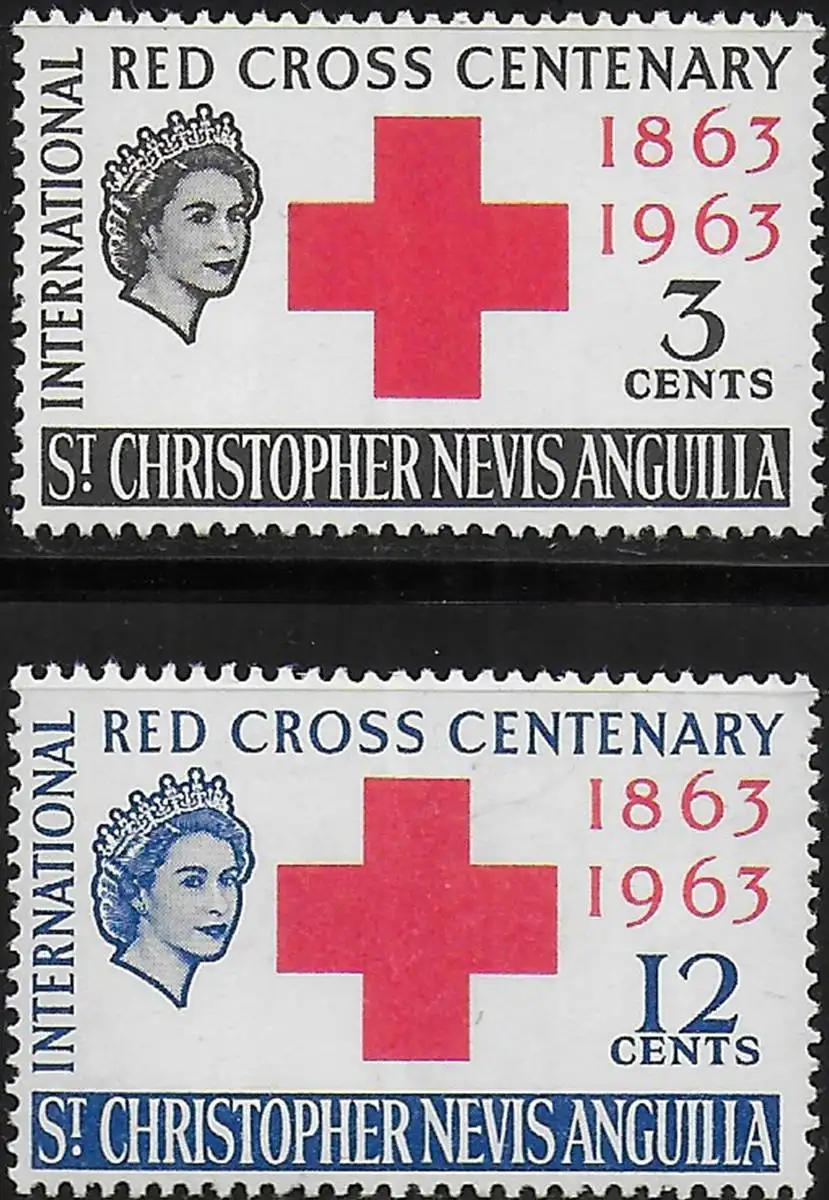 INTERNATIONAL
RED CROSS CENTENARY
1863
1963
3
CENTS
ST. CHRISTOPHER NEVIS ANGUILLA
INTERNATIONAL
RED CROSS CENTENARY
1863
1963
12
CENTS
ST. CHRISTOPHER NEVIS ANGUILLA